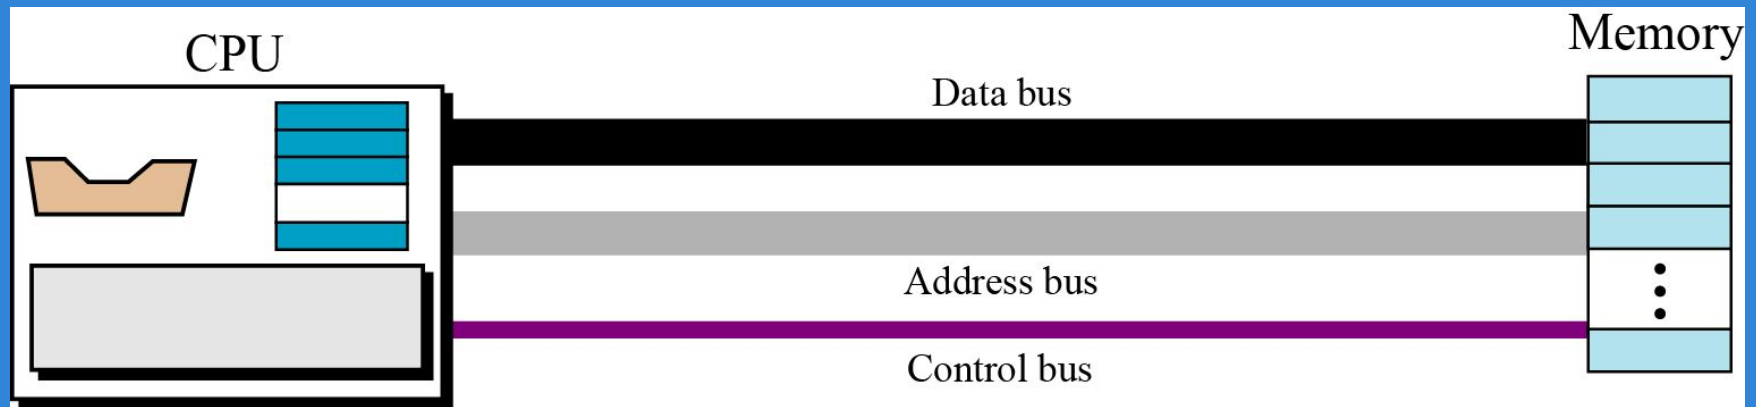 CPU
Memory
Data bus
Address bus
Control bus